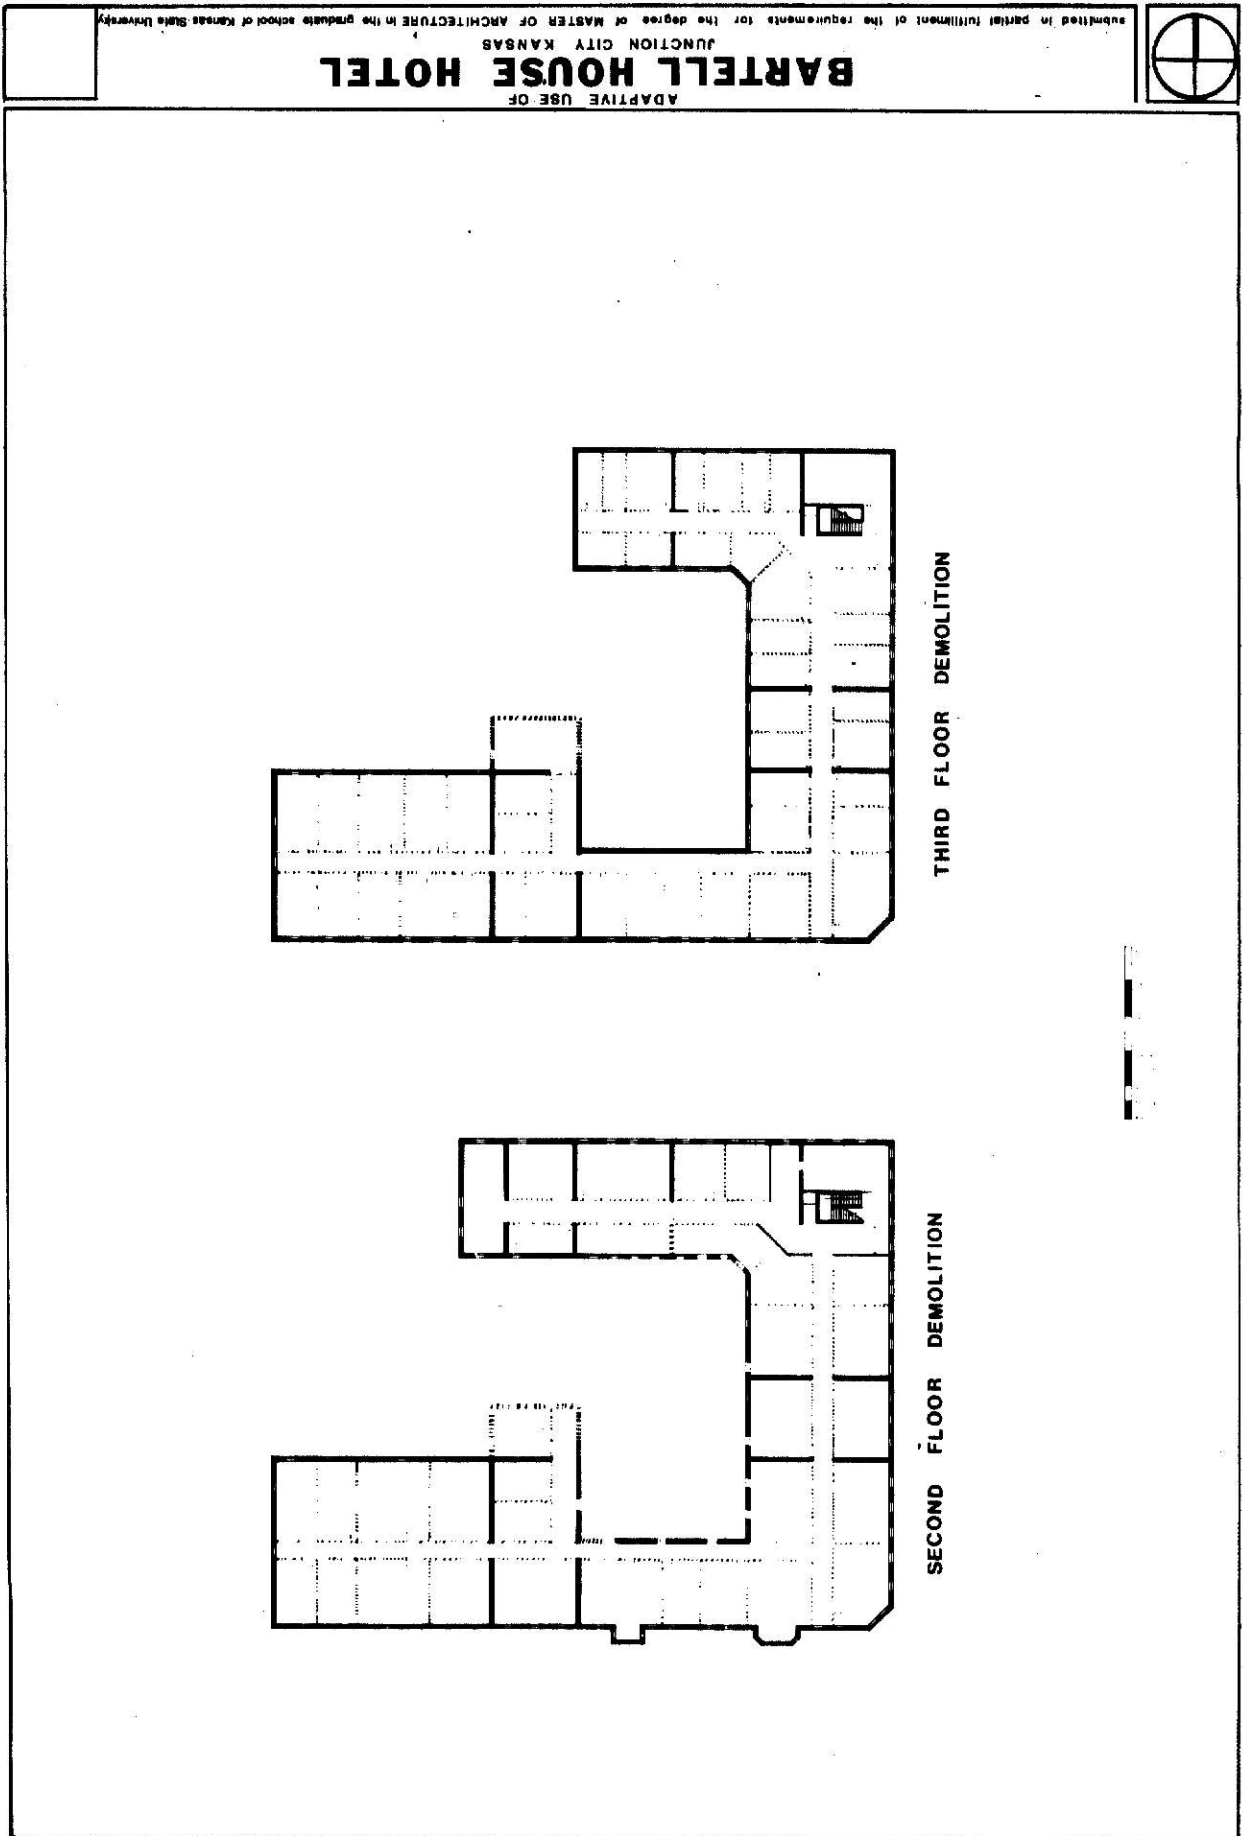 ADAPTIVE USE OF
BARTELL HOUSE HOTEL
JUNCTION CITY KANSAS
submitted in partial fulfillment of the requirements for the degree of MASTER OF ARCHITECTURE in the graduate school of Kansas State University
THIRD FLOOR DEMOLITION
SECOND FLOOR DEMOLITION